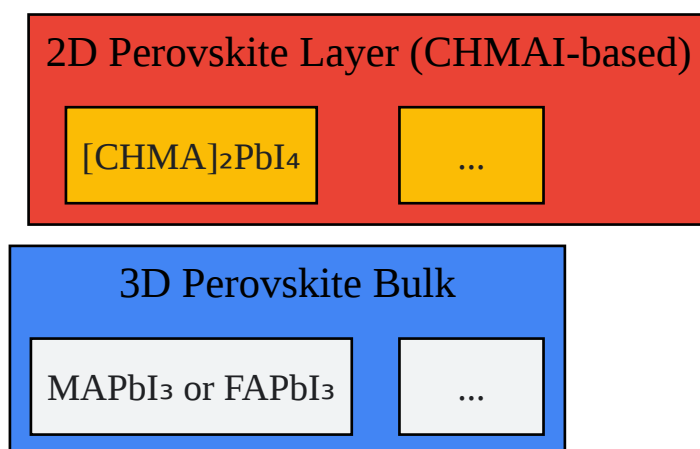 2D Perovskite Layer (CHMAI-based)
[CHMA]₂PbI₄
...
3D Perovskite Bulk
MAPbI₃ or FAPbI₃
...